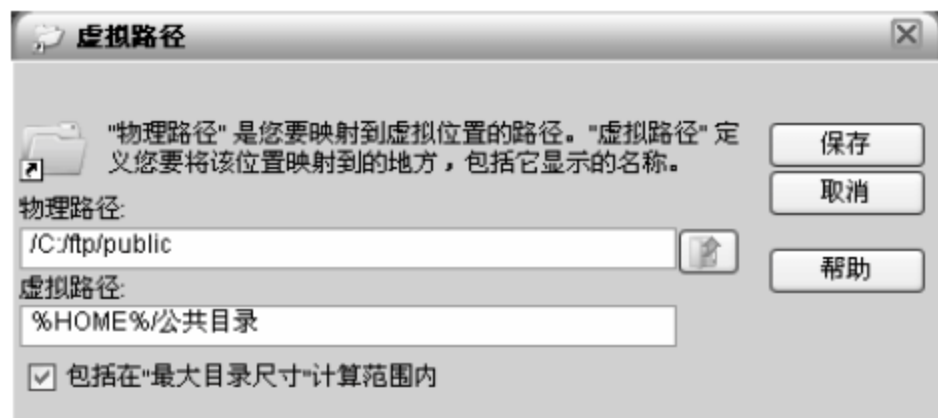 虚拟路径
"物理路径" 是您要映射到虚拟位置的路径。"虚拟路径" 定
义您要将该位置映射到的地方，包括它显示的名称。
保存
取消
物理路径:
/C:/ftp/public
帮助
虚拟路径:
%HOME%/公共目录
包括在"最大目录尺寸"计算范围内